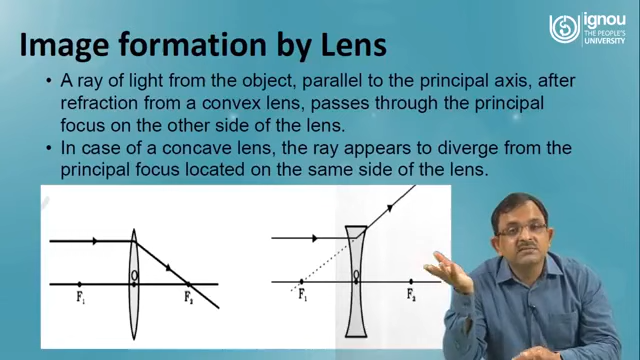 ignou
THE PEOPLE'S
UNIVERSITY
Image formation by Lens
• A ray of light from the object, parallel to the principal axis, after
refraction from a convex lens, passes through the principal
focus on the other side of the lens.
• In case of a concave lens, the ray appears to diverge from the
principal focus located on the same side of the lens.
O
F1
F2
O
F1
F2